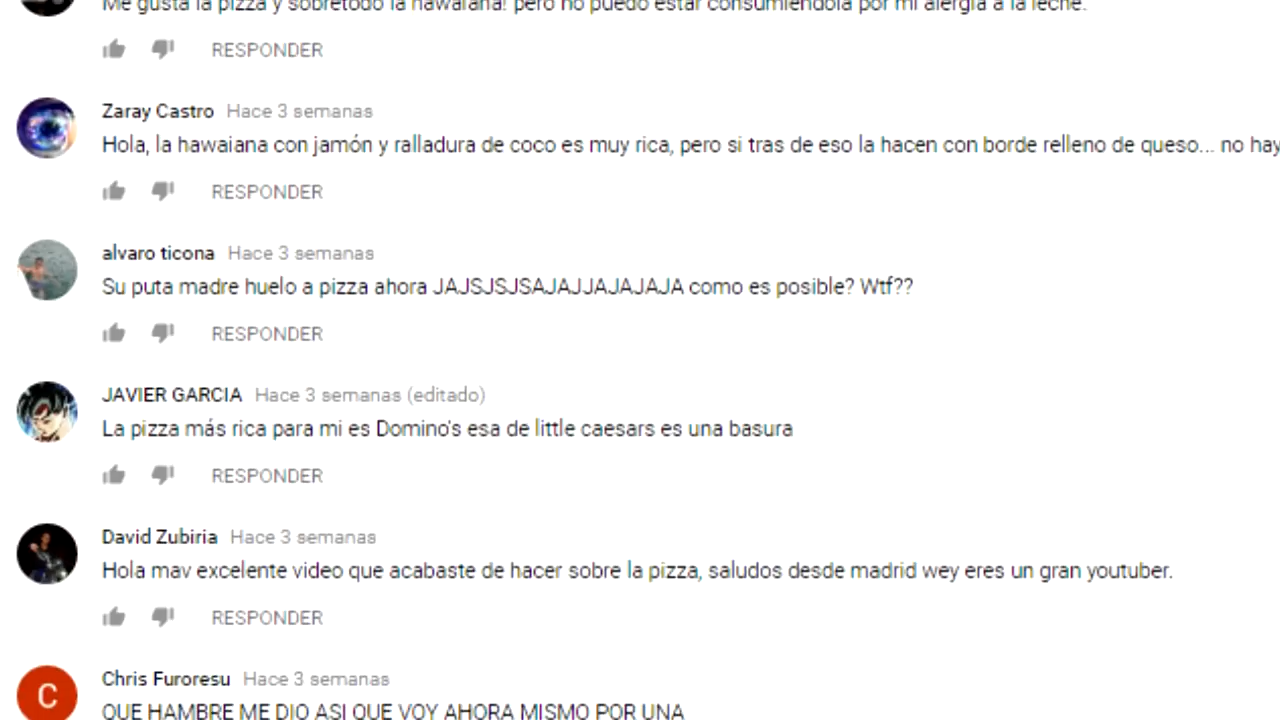 Me gusta la pizza y sobretodo la hawaiana! pero no puedo estar consumiendola por mi alergia a la leche.
RESPONDER
Zaray Castro Hace 3 semanas
Hola, la hawaiana con jamón y ralladura de coco es muy rica, pero si tras de eso la hacen con borde relleno de queso... no hay
RESPONDER
alvaro ticona Hace 3 semanas
Su puta madre huelo a pizza ahora JAJSJSJSAJAJJAJAJAJA como es posible? Wtf??
RESPONDER
JAVIER GARCIA Hace 3 semanas (editado)
La pizza más rica para mi es Domino's esa de little caesars es una basura
RESPONDER
David Zubiria Hace 3 semanas
Hola mav excelente video que acabaste de hacer sobre la pizza, saludos desde madrid wey eres un gran youtuber.
RESPONDER
C
Chris Furoresu Hace 3 semanas
QUE HAMBRE ME DIO ASI QUE VOY AHORA MISMO POR UNA